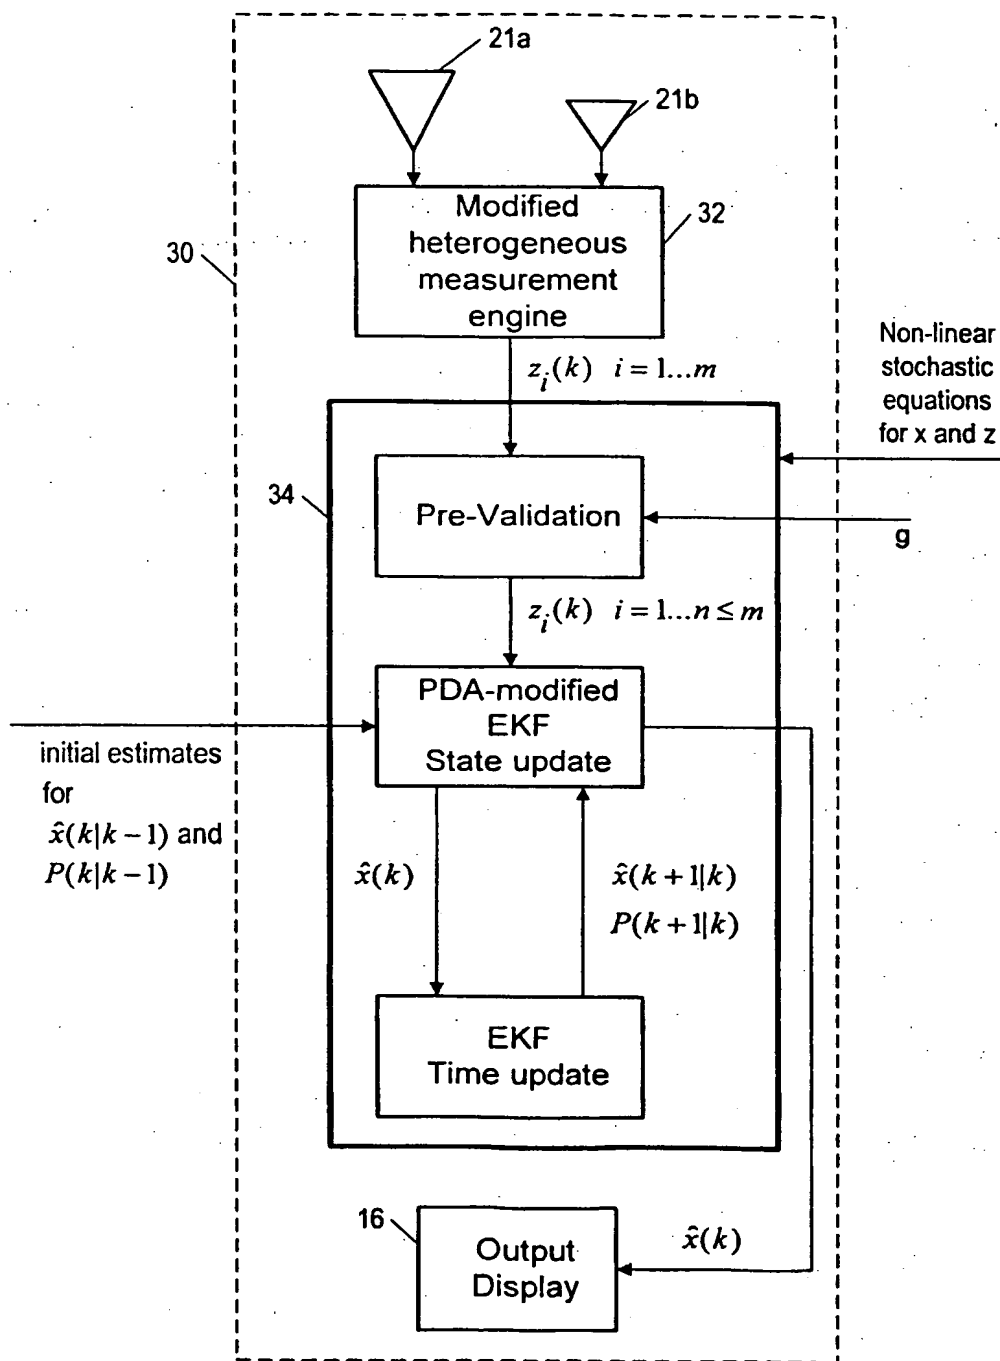 21a
21b
Modified
heterogeneous
measurement
engine
32
30
z_i(k) i = 1...m
Non-linear
stochastic
equations
for x and z
34
Pre-Validation
g
z_i(k) i = 1...n ≤ m
PDA-modified
EKF
State update
initial estimates
for
x̂(k|k − 1) and
P(k|k − 1)
x̂(k)
x̂(k + 1|k)
P(k + 1|k)
EKF
Time update
16
Output
Display
x̂(k)